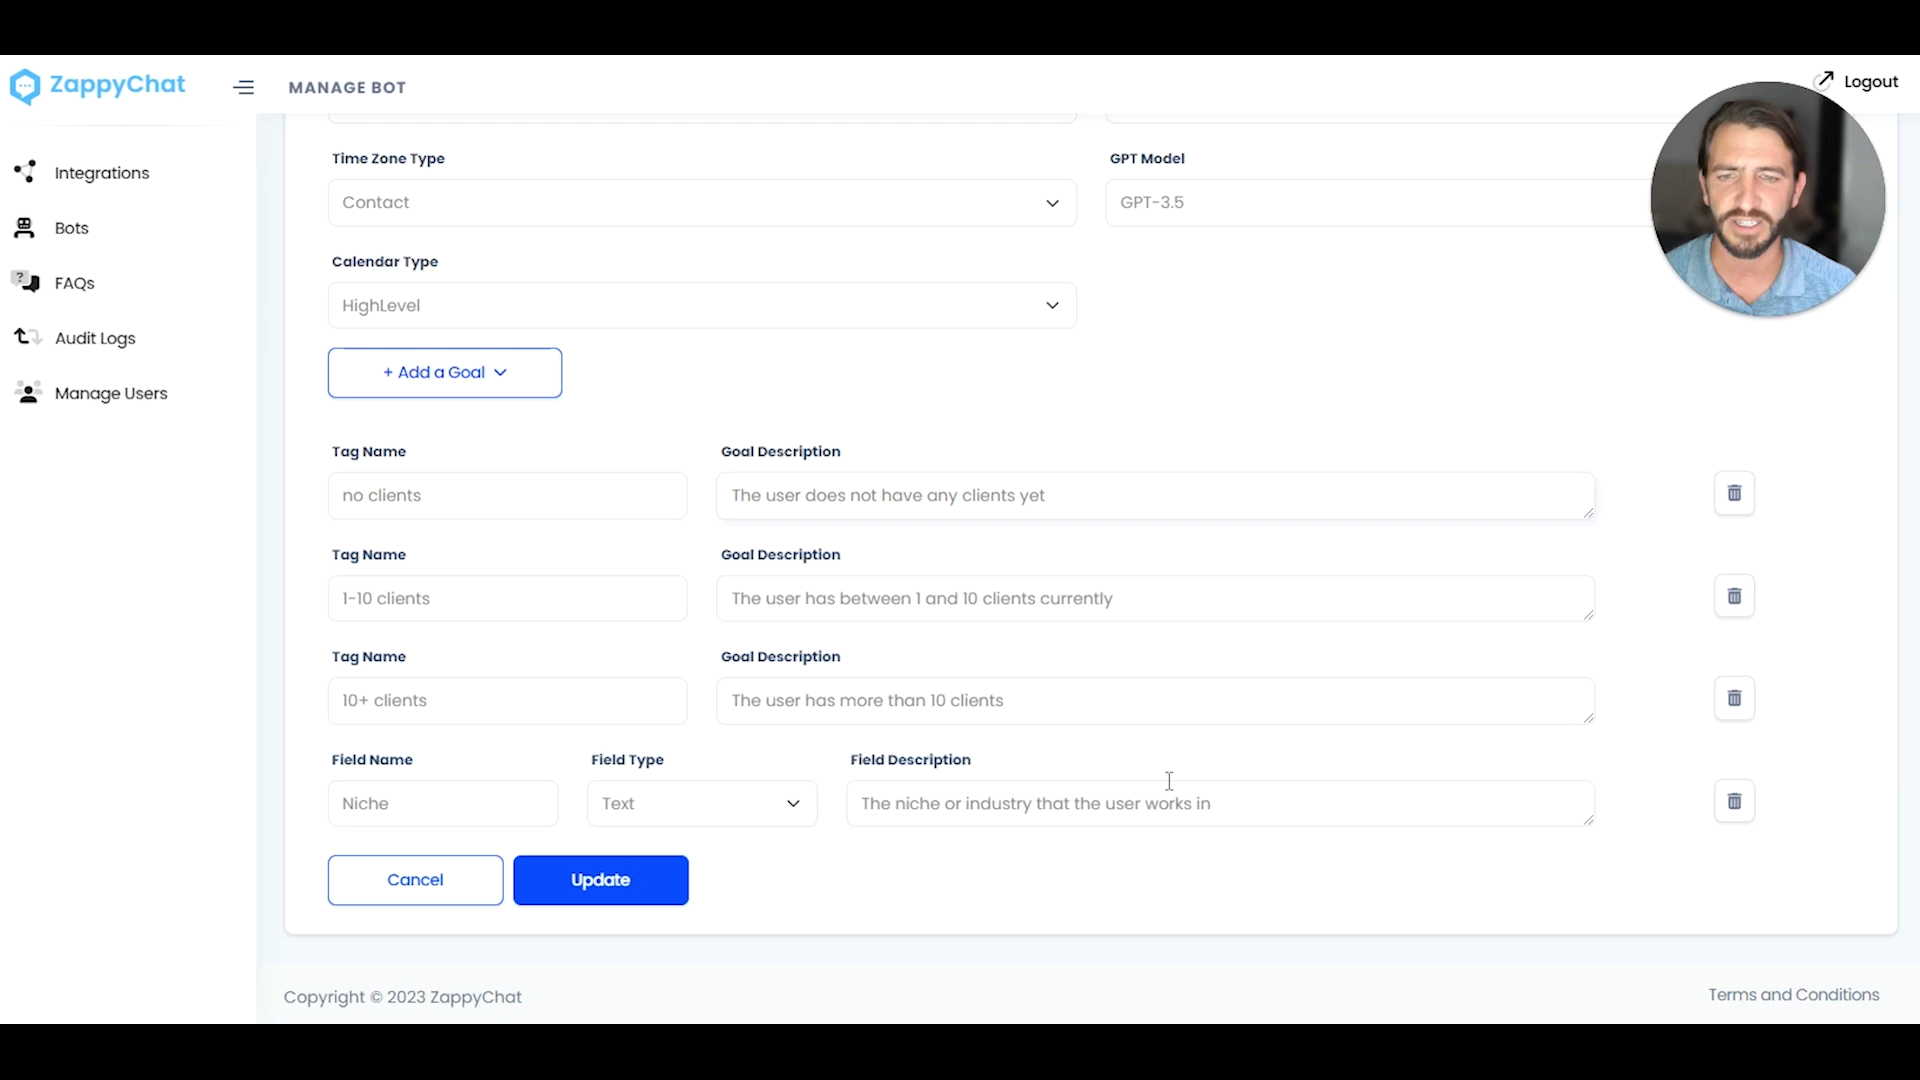 ZappyChat
MANAGE BOT
Logout
Integrations
Bots
FAQs
Audit Logs
Manage Users
Time Zone Type
GPT Model
Contact
GPT-3.5
Calendar Type
HighLevel
+ Add a Goal
Tag Name
Goal Description
no clients
The user does not have any clients yet
Tag Name
Goal Description
1-10 clients
The user has between 1 and 10 clients currently
Tag Name
Goal Description
10+ clients
The user has more than 10 clients
Field Name
Field Type
Field Description
Niche
Text
The niche or industry that the user works in
Cancel
Update
Copyright © 2023 ZappyChat
Terms and Conditions